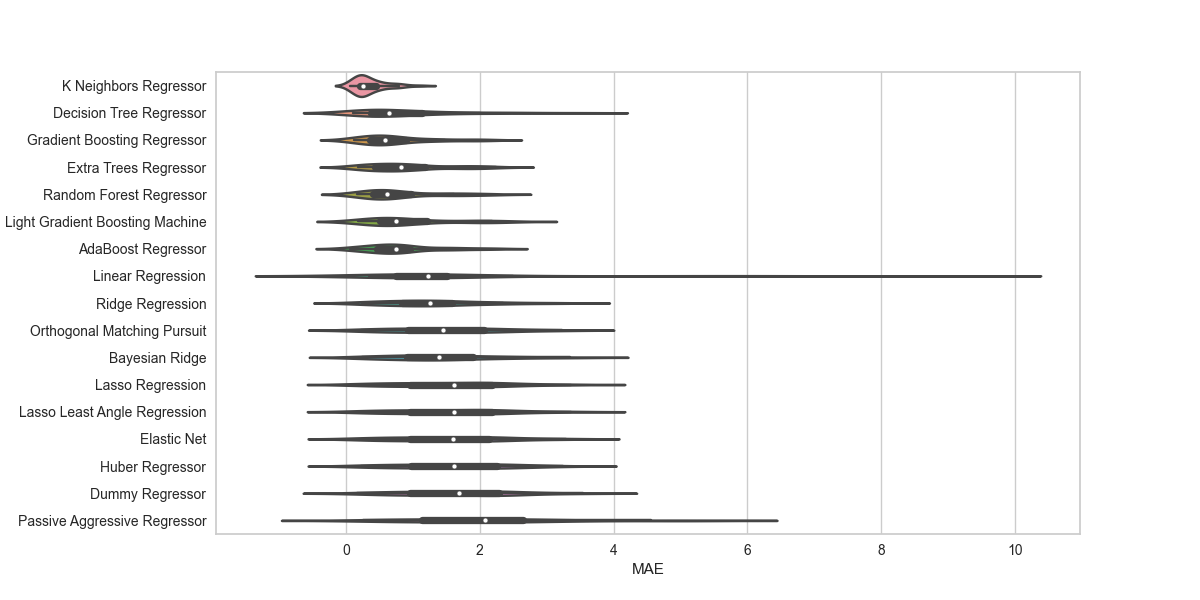 K Neighbors Regressor
Decision Tree Regressor
Gradient Boosting Regressor
Extra Trees Regressor
Random Forest Regressor
Light Gradient Boosting Machine
AdaBoost Regressor
Linear Regression
Ridge Regression
Orthogonal Matching Pursuit
Bayesian Ridge
Lasso Regression
Lasso Least Angle Regression
Elastic Net
Huber Regressor
Dummy Regressor
Passive Aggressive Regressor
0 2 4 6 8 10
MAE